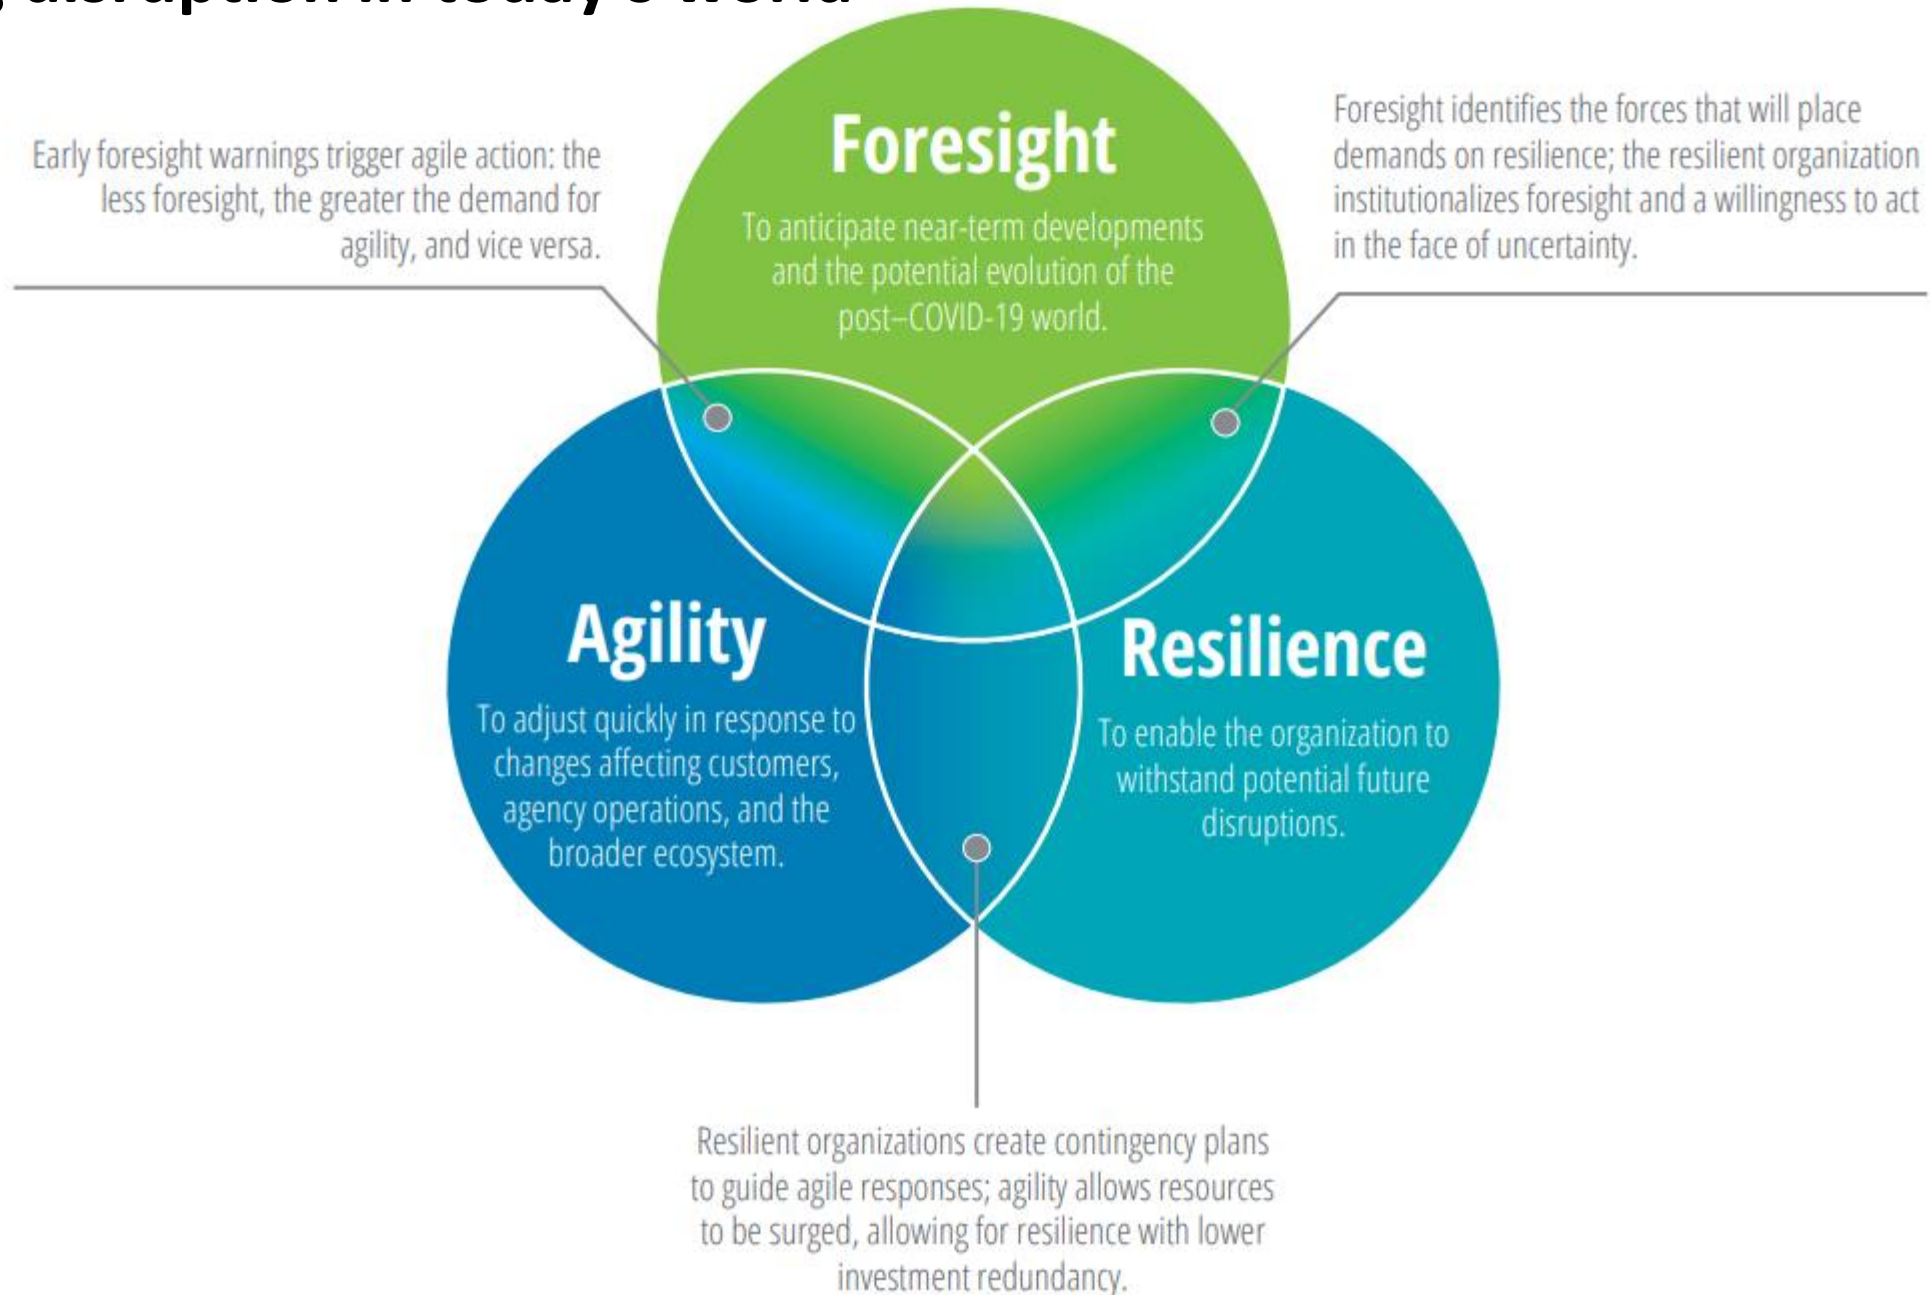 disruption in today's world
Foresight
To anticipate near-term developments
and the potential evolution of the
post–COVID-19 world.
Early foresight warnings trigger agile action: the
less foresight, the greater the demand for
agility, and vice versa.
Foresight identifies the forces that will place
demands on resilience; the resilient organization
institutionalizes foresight and a willingness to act
in the face of uncertainty.
Agility
To adjust quickly in response to
changes affecting customers,
agency operations, and the
broader ecosystem.
Resilience
To enable the organization to
withstand potential future
disruptions.
Resilient organizations create contingency plans
to guide agile responses; agility allows resources
to be surged, allowing for resilience with lower
investment redundancy.